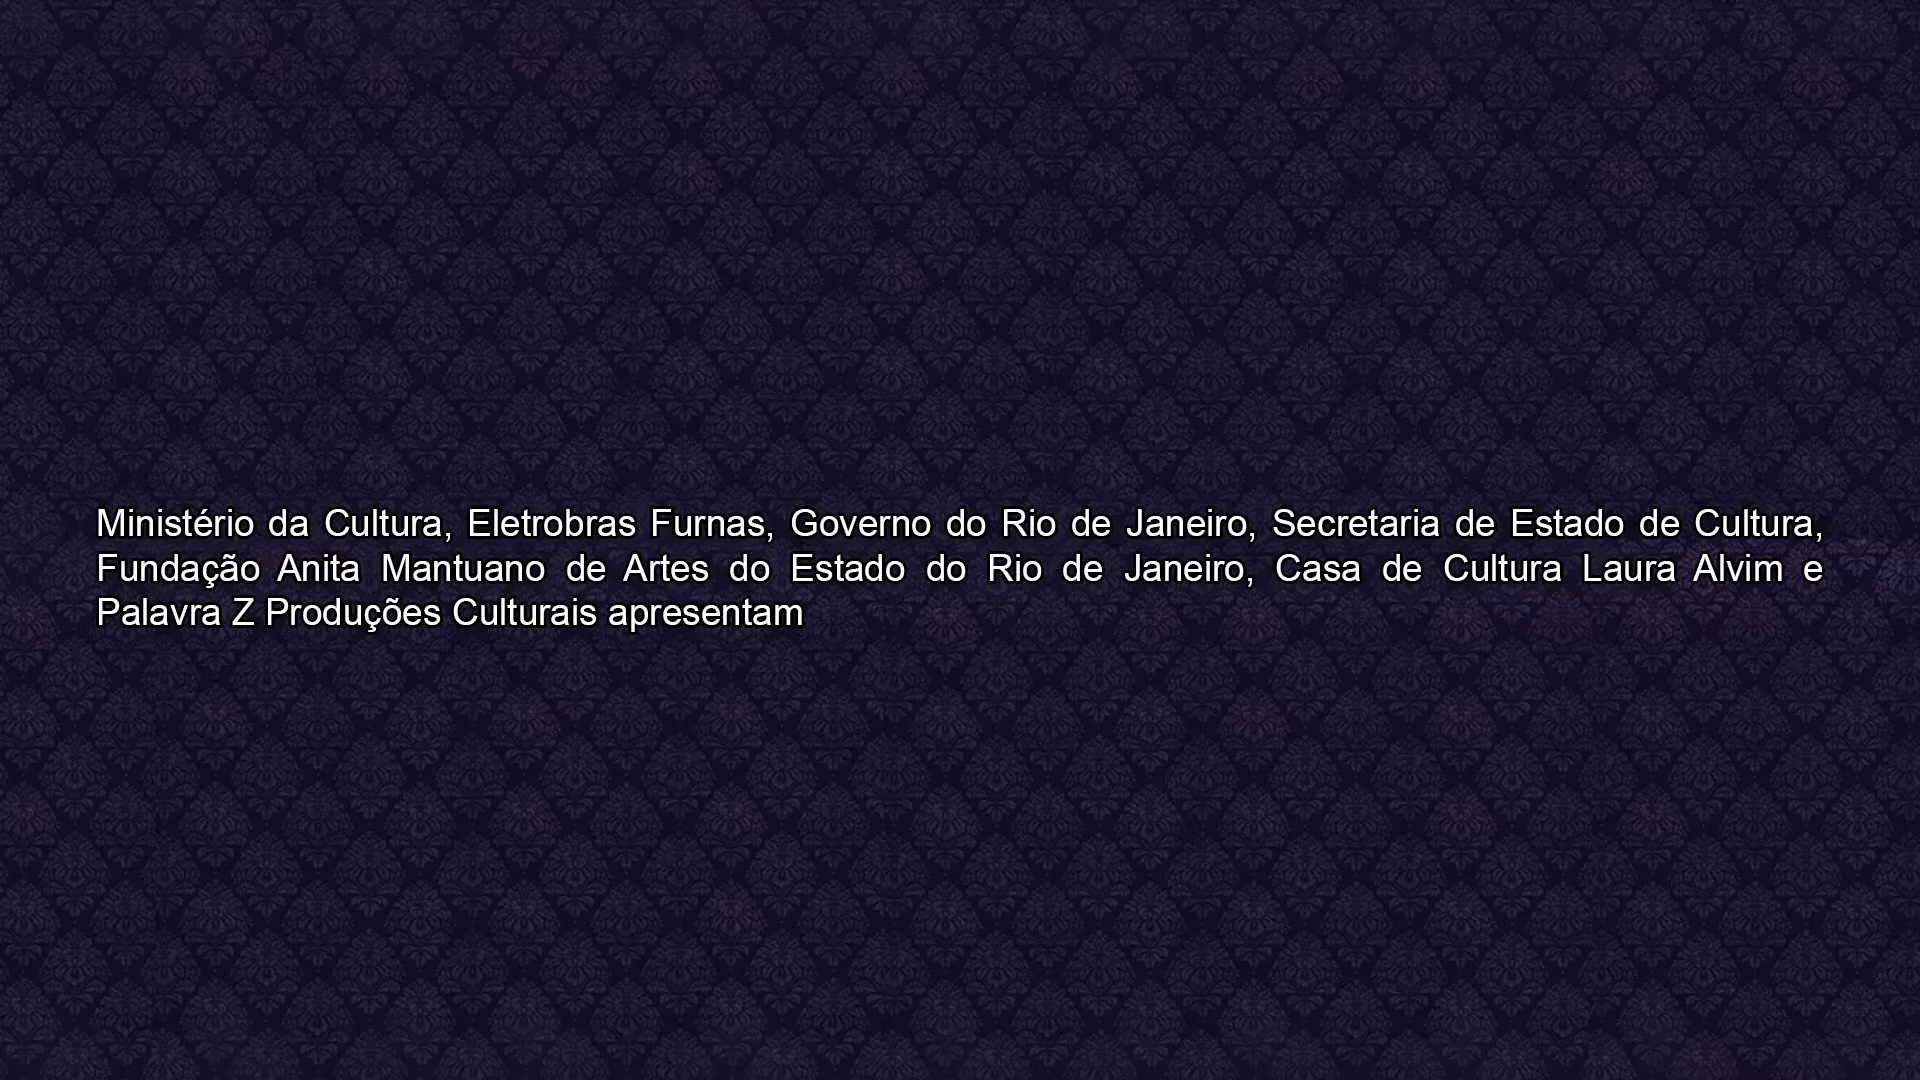 Ministério da Cultura, Eletrobras Furnas, Governo do Rio de Janeiro, Secretaria de Estado de Cultura,
Fundação Anita Mantuano de Artes do Estado do Rio de Janeiro, Casa de Cultura Laura Alvim e
Palavra Z Produções Culturais apresentam